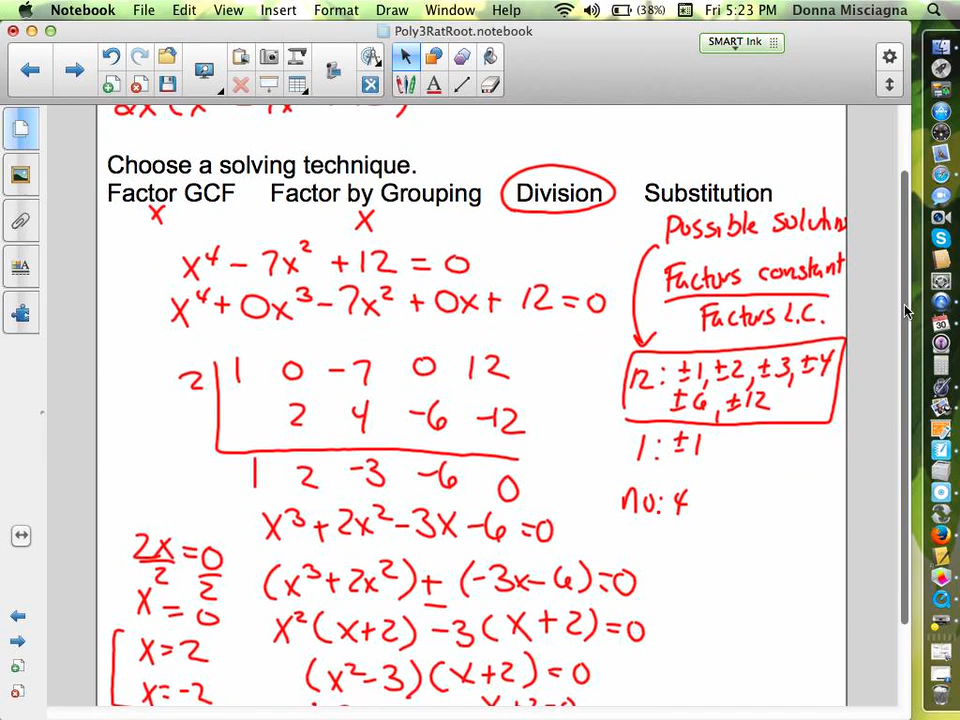 Notebook File Edit View Insert Format Draw Window Help (38%) Fri 5:23 PM Donna Misciagna
Poly3RatRoot.notebook
SMART Ink
Choose a solving technique.
Factor GCF Factor by Grouping Division Substitution
x x
Possible
x⁴ - 7x² + 12 = 0
Factors constant
x⁴ + 0x³ - 7x² + 0x + 12 = 0
Factors L.C.
2 1 0 -7 0 12
12: ±1, ±2, ±3, ±4
±6, ±12
2 4 -6 -12
1: ±1
1 2 -3 -6 0
no: 4
x³ + 2x² - 3x - 6 = 0
2x = 0
2 2
(x³ + 2x²) + (-3x - 6) = 0
x = 0
x² (x + 2) - 3 (x + 2) = 0
x = 2
(x² - 3) (x + 2) = 0
x = -2